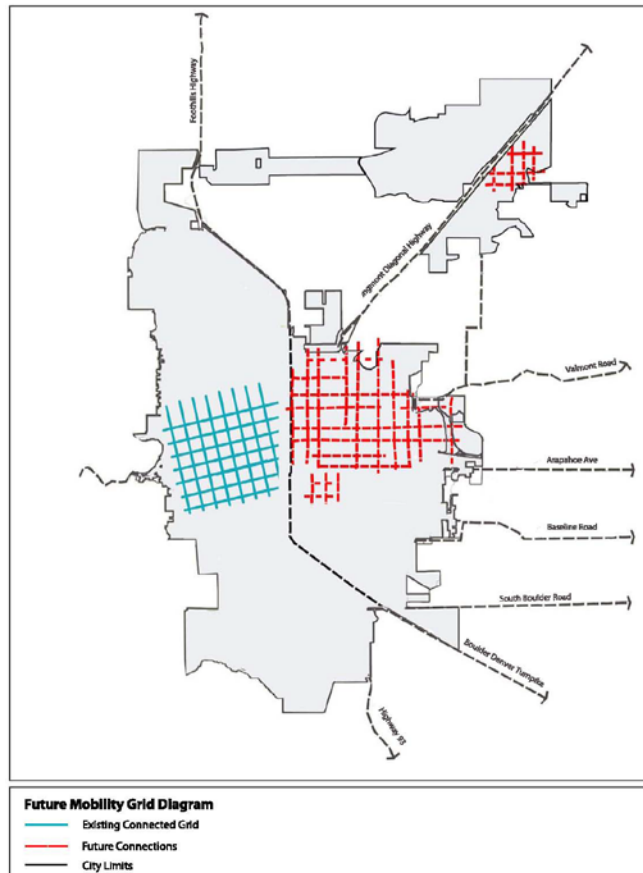 Foothills Highway
ngmont Diagonal Highway
Valmont Road
Arapahoe Ave
Baseline Road
South Boulder Road
Boulder Denver Turnpike
Highway 93
Future Mobility Grid Diagram
Existing Connected Grid
Future Connections
City Limits